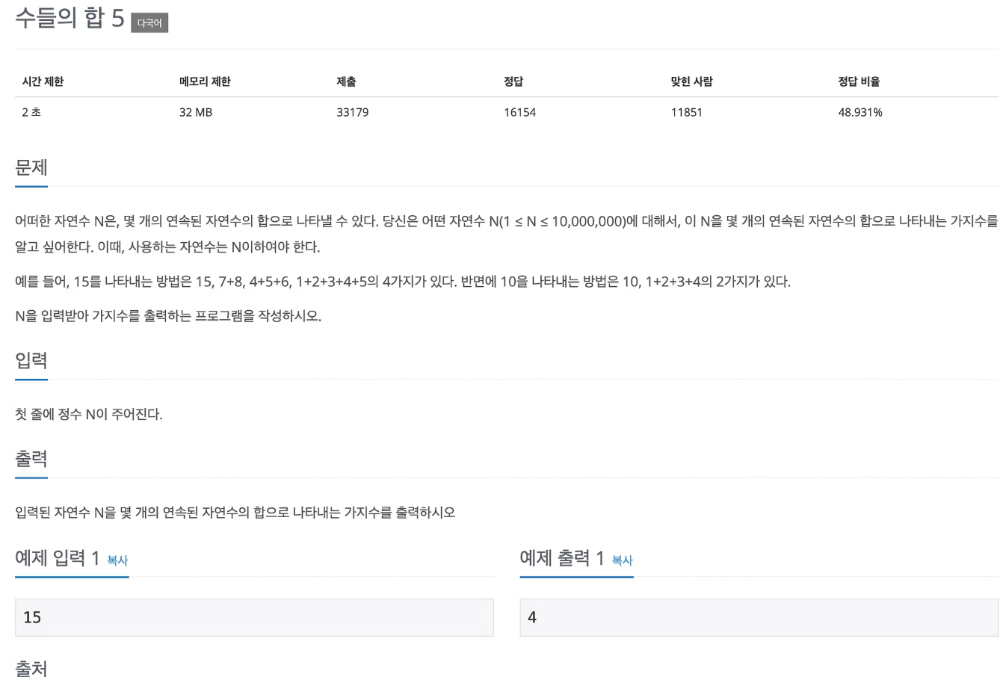 수들의 합 5 다국어
시간 제한 메모리 제한 제출 정답 맞힌 사람 정답 비율
2 초 32 MB 33179 16154 11851 48.931%
문제
어떠한 자연수 N은, 몇 개의 연속된 자연수의 합으로 나타낼 수 있다. 당신은 어떤 자연수 N(1 ≤ N ≤ 10,000,000)에 대해서, 이 N을 몇 개의 연속된 자연수의 합으로 나타내는 가지수를
알고 싶어한다. 이때, 사용하는 자연수는 N이하여야 한다.
예를 들어, 15를 나타내는 방법은 15, 7+8, 4+5+6, 1+2+3+4+5의 4가지가 있다. 반면에 10을 나타내는 방법은 10, 1+2+3+4의 2가지가 있다.
N을 입력받아 가지수를 출력하는 프로그램을 작성하시오.
입력
첫 줄에 정수 N이 주어진다.
출력
입력된 자연수 N을 몇 개의 연속된 자연수의 합으로 나타내는 가지수를 출력하시오
예제 입력 1 복사
15
예제 출력 1 복사
4
출처